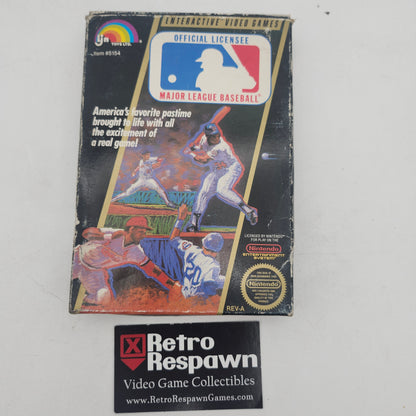 ENTERACTIVE VIDEO GAMES
LJN
TOYS LTD.
Item #5154
OFFICIAL LICENSEE
MAJOR LEAGUE BASEBALL
America's favorite pastime
brought to life with all
the excitement of
a real game!
LICENSED BY NINTENDO
FOR PLAY ON THE
Nintendo
ENTERTAINMENT
SYSTEM
Nintendo
REV-A
Retro
Respawn
Video Game Collectibles
www.RetroRespawnGames.com